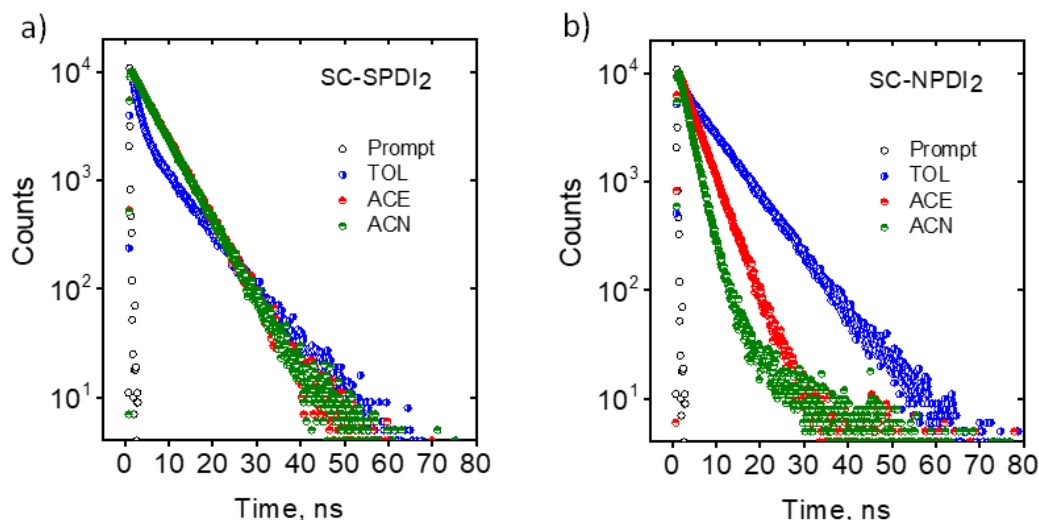 a)
SC-SPDI2
Prompt
TOL
ACE
ACN
Counts
10^4
10^3
10^2
10^1
0 10 20 30 40 50 60 70 80
Time, ns
b)
SC-NPDI2
Prompt
TOL
ACE
ACN
Counts
10^4
10^3
10^2
10^1
0 10 20 30 40 50 60 70 80
Time, ns